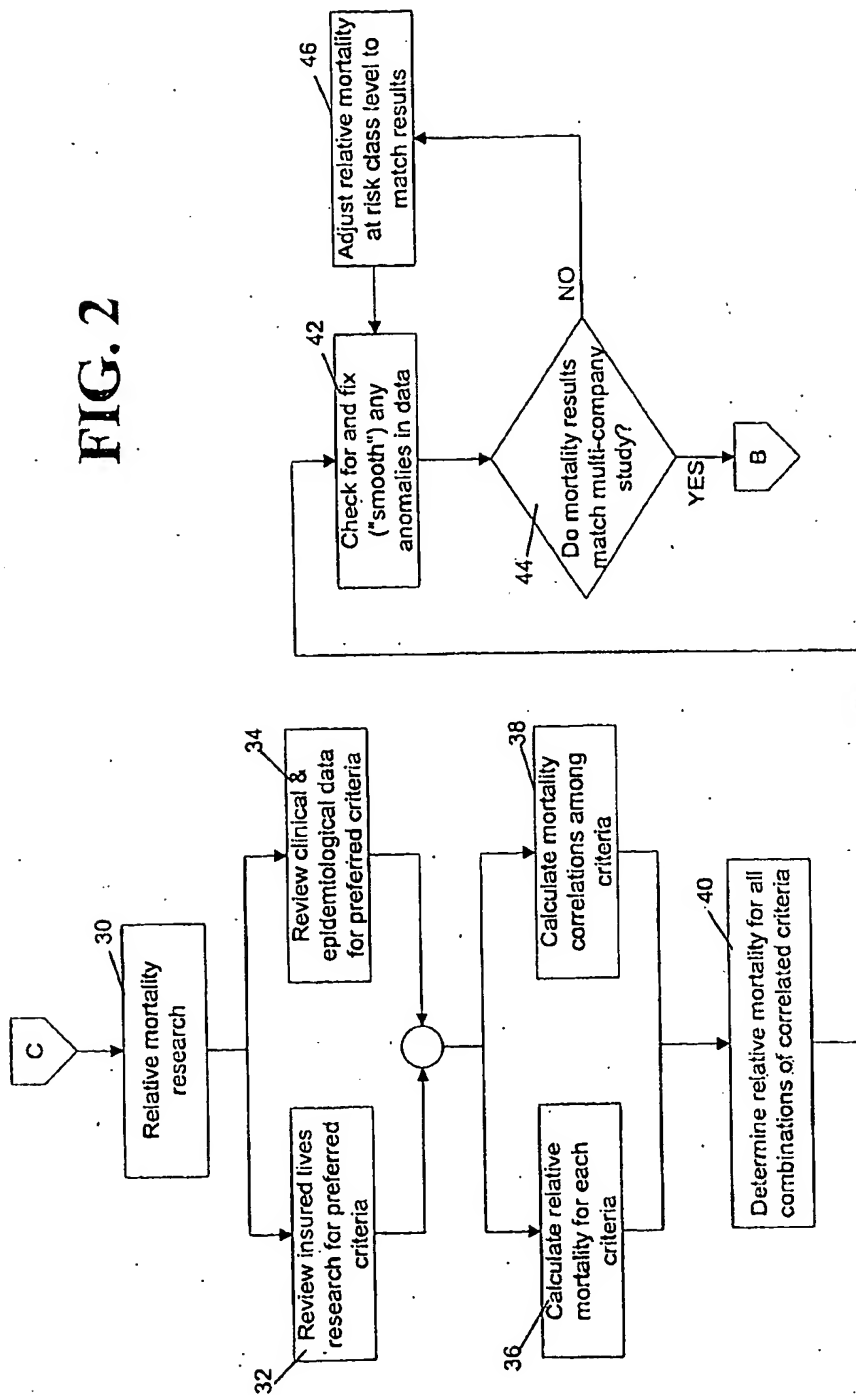 FIG. 2
C
30
Relative mortality
research
32
Review insured lives
research for preferred
criteria
34
Review clinical &
epidemiological data
for preferred criteria
36
Calculate relative
mortality for each
criteria
38
Calculate mortality
correlations among
criteria
40
Determine relative mortality for all
combinations of correlated criteria
42
Check for and fix
("smooth") any
anomalies in data
44
Do mortality results
match multi-company
study?
NO
YES
46
Adjust relative mortality
at risk class level to
match results
B